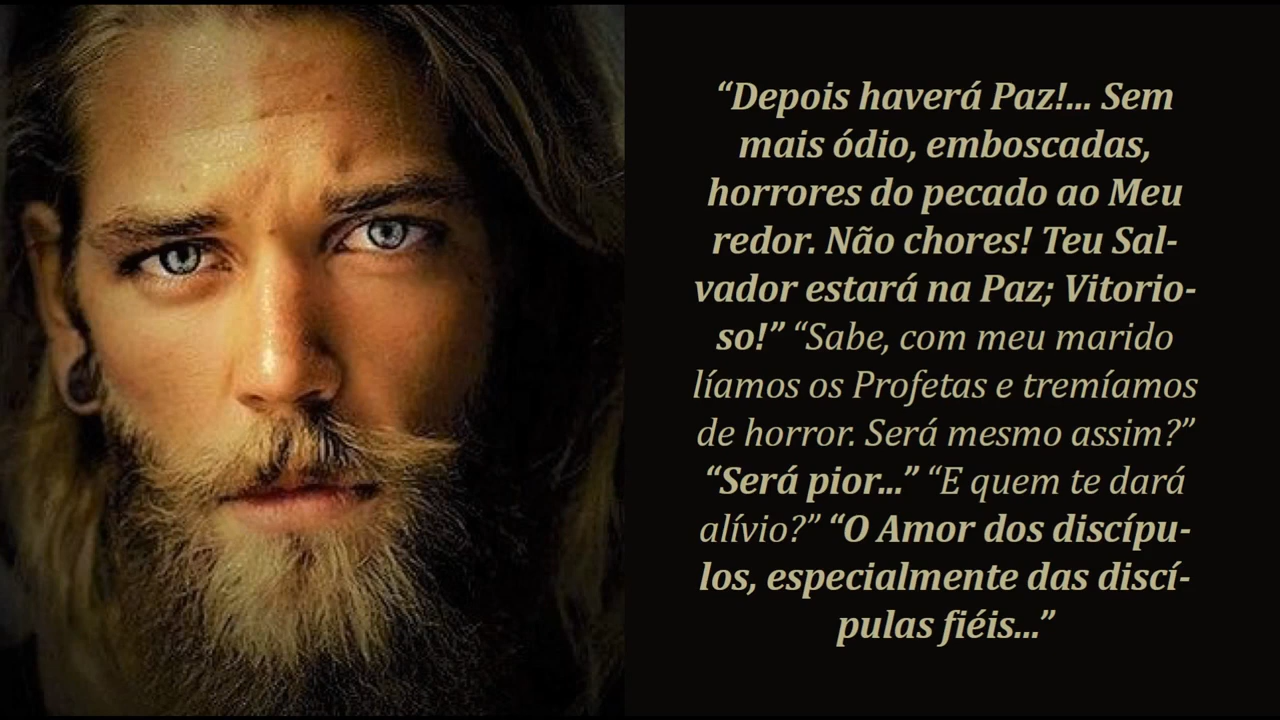 “Depois haverá Paz!... Sem
mais ódio, emboscadas,
horrores do pecado ao Meu
redor. Não chores! Teu Sal-
vador estará na Paz; Vitorio-
so!” “Sabe, com meu marido
líamos os Profetas e tremíamos
de horror. Será mesmo assim?”
“Será pior...” “E quem te dará
alívio?” “O Amor dos discípu-
los, especialmente das discí-
pulas fiéis...”